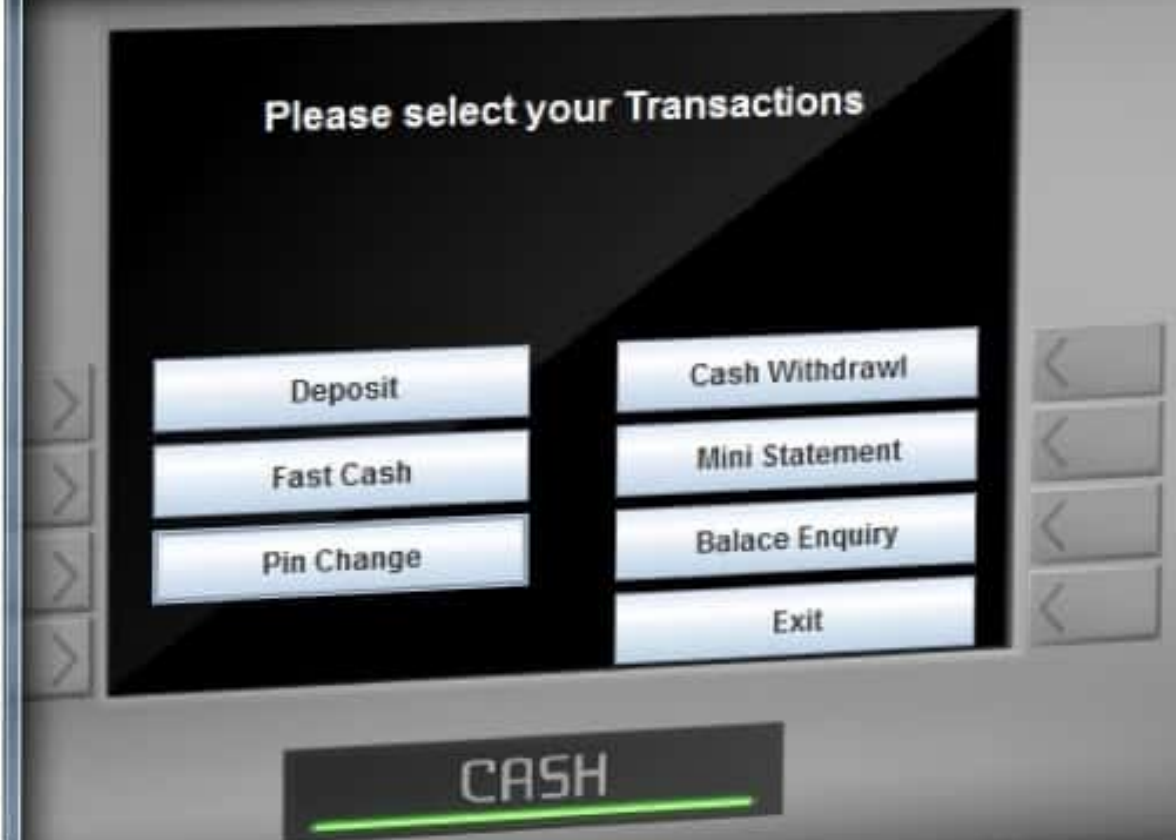 Please select your Transactions
Deposit
Cash Withdrawl
Fast Cash
Mini Statement
Pin Change
Balace Enquiry
Exit
CASH